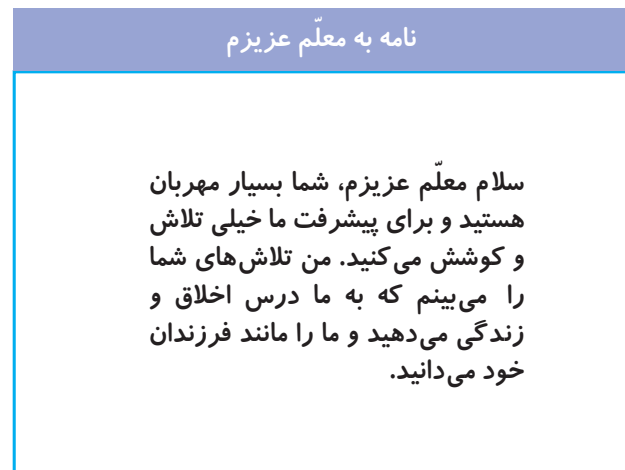 نامه به معلّم عزیزم
سلام معلّم عزیزم، شما بسیار مهربان
هستید و برای پیشرفت ما خیلی تلاش
و کوشش می‌کنید. من تلاش‌های شما
را می‌بینم که به ما درس اخلاق و
زندگی می‌دهید و ما را مانند فرزندان
خود می‌دانید.